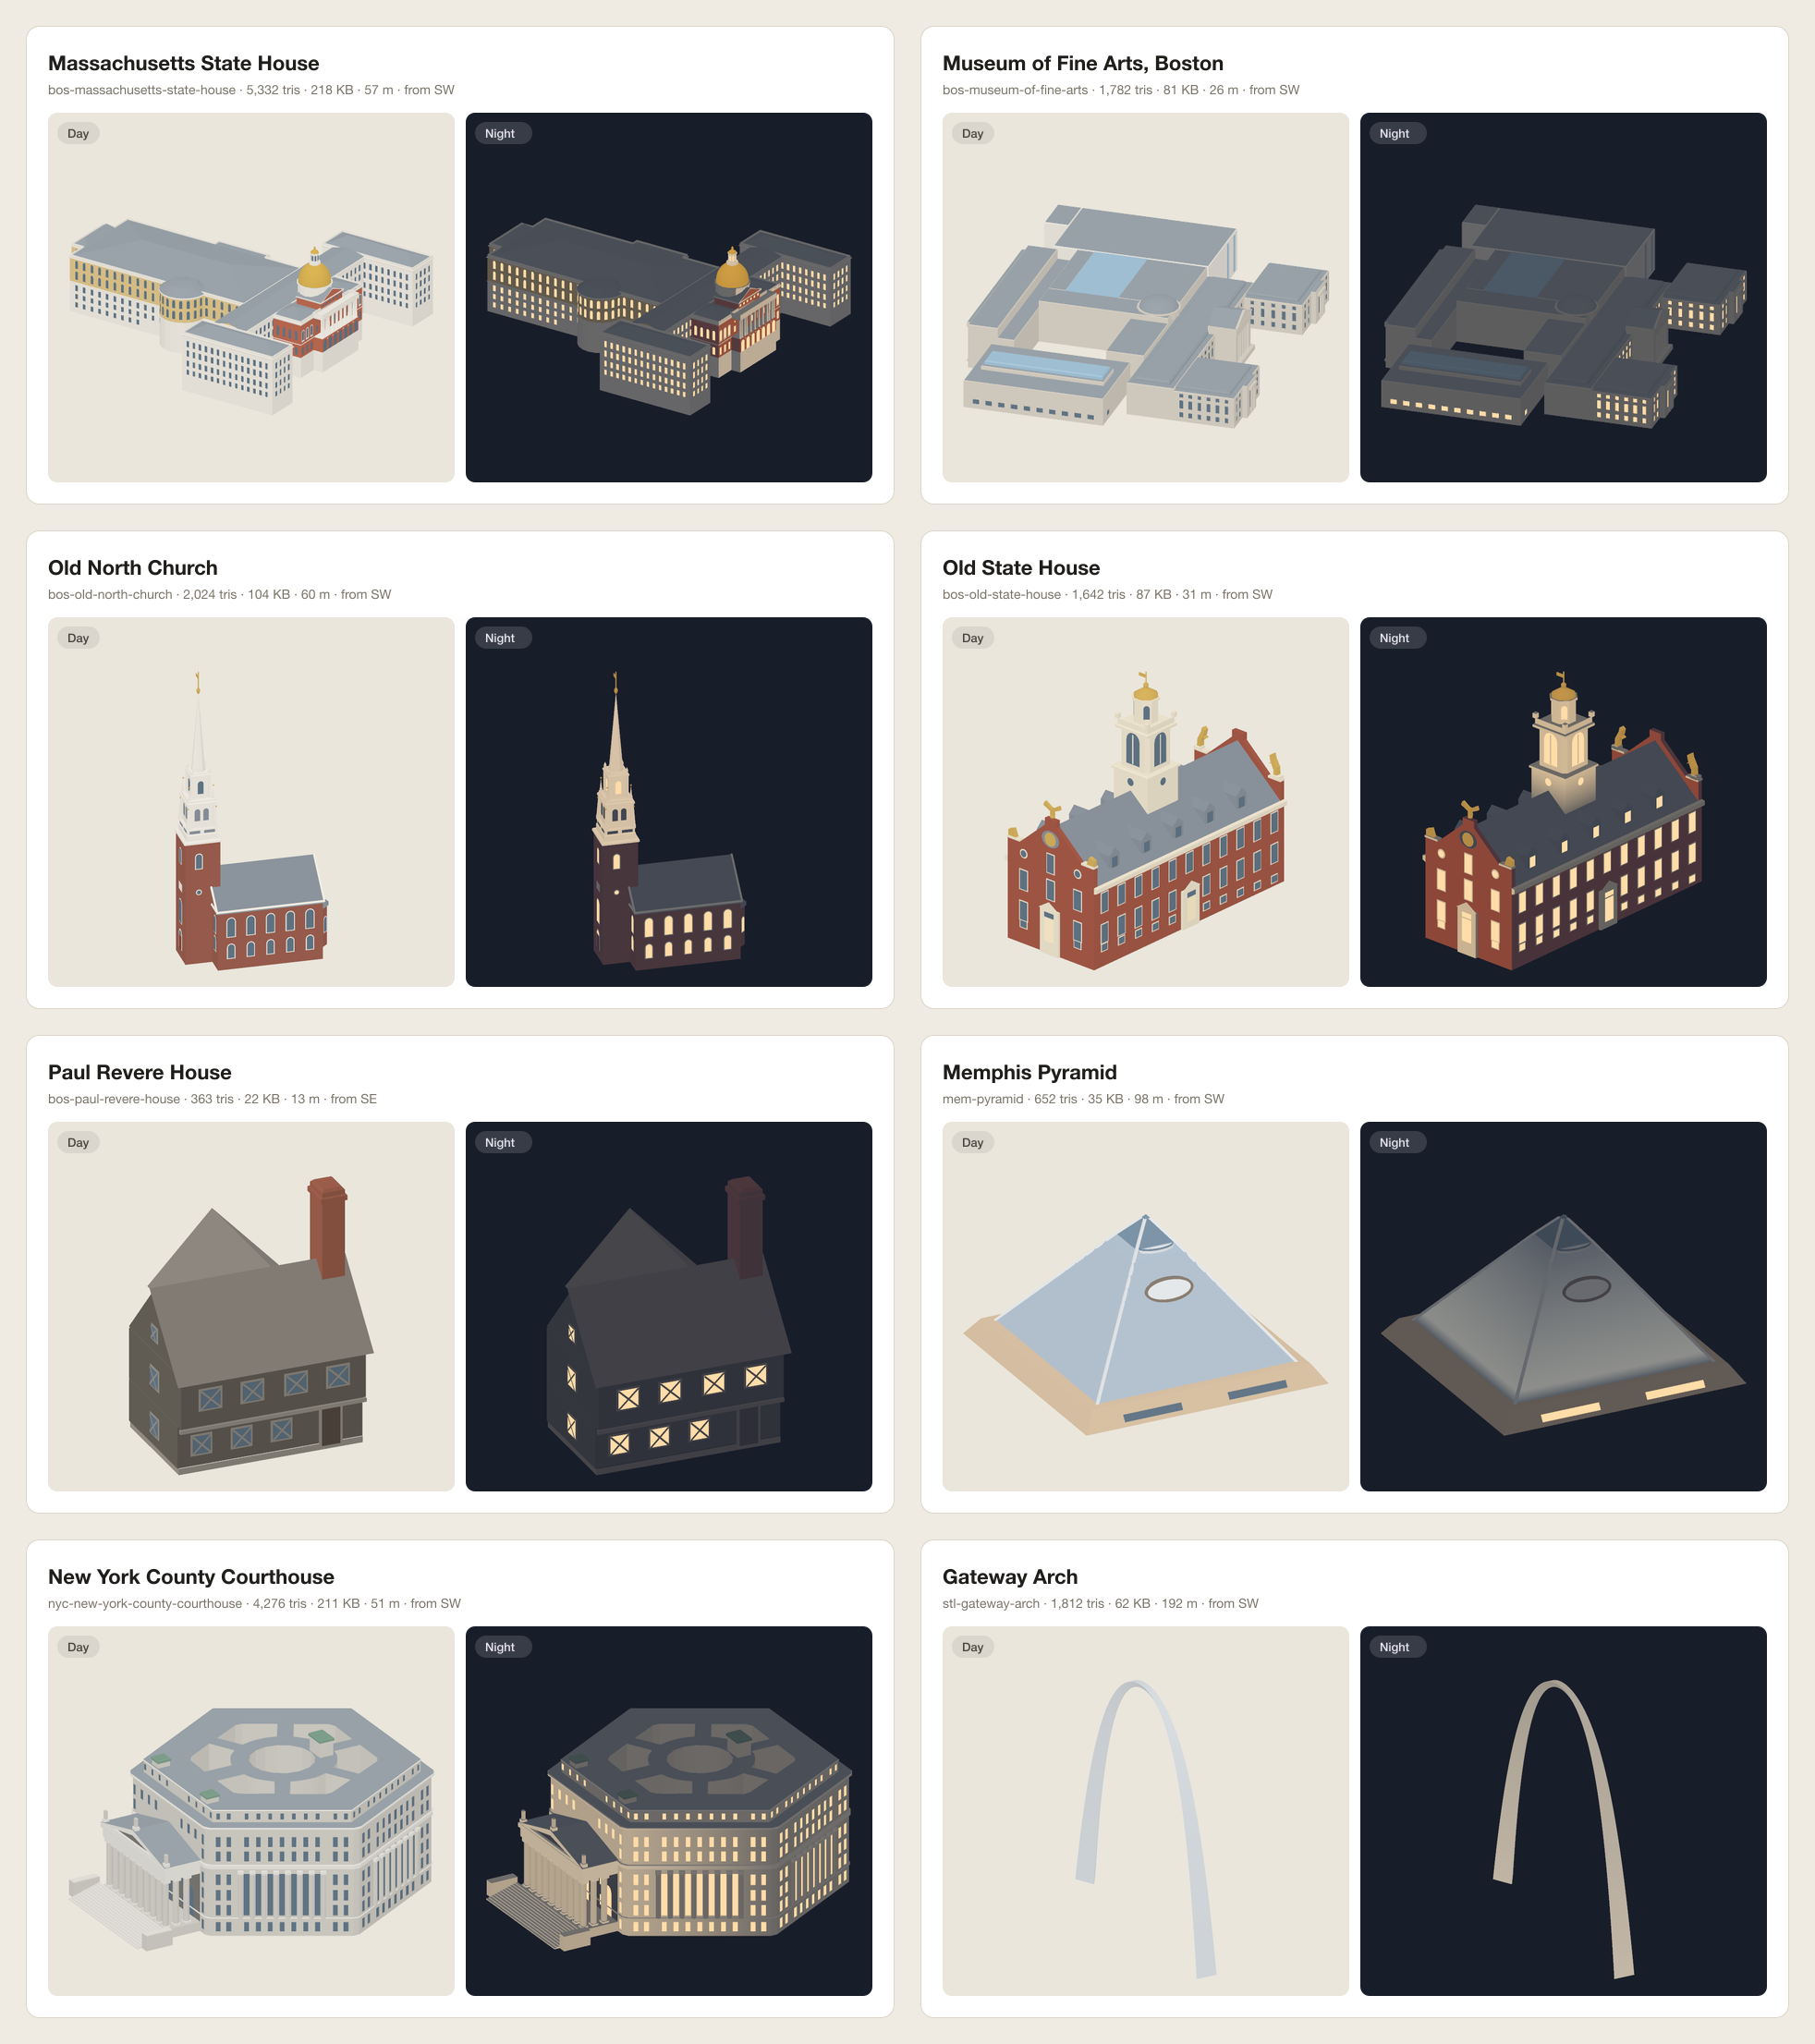 Massachusetts State House
bos-massachusetts-state-house · 5,332 tris · 218 KB · 57 m · from SW
Day
Night
Museum of Fine Arts, Boston
bos-museum-of-fine-arts · 1,782 tris · 81 KB · 26 m · from SW
Day
Night
Old North Church
bos-old-north-church · 2,024 tris · 104 KB · 60 m · from SW
Day
Night
Old State House
bos-old-state-house · 1,642 tris · 87 KB · 31 m · from SW
Day
Night
Paul Revere House
bos-paul-revere-house · 363 tris · 22 KB · 13 m · from SE
Day
Night
Memphis Pyramid
mem-pyramid · 652 tris · 35 KB · 98 m · from SW
Day
Night
New York County Courthouse
nyc-new-york-county-courthouse · 4,276 tris · 211 KB · 51 m · from SW
Day
Night
Gateway Arch
stl-gateway-arch · 1,812 tris · 62 KB · 192 m · from SW
Day
Night